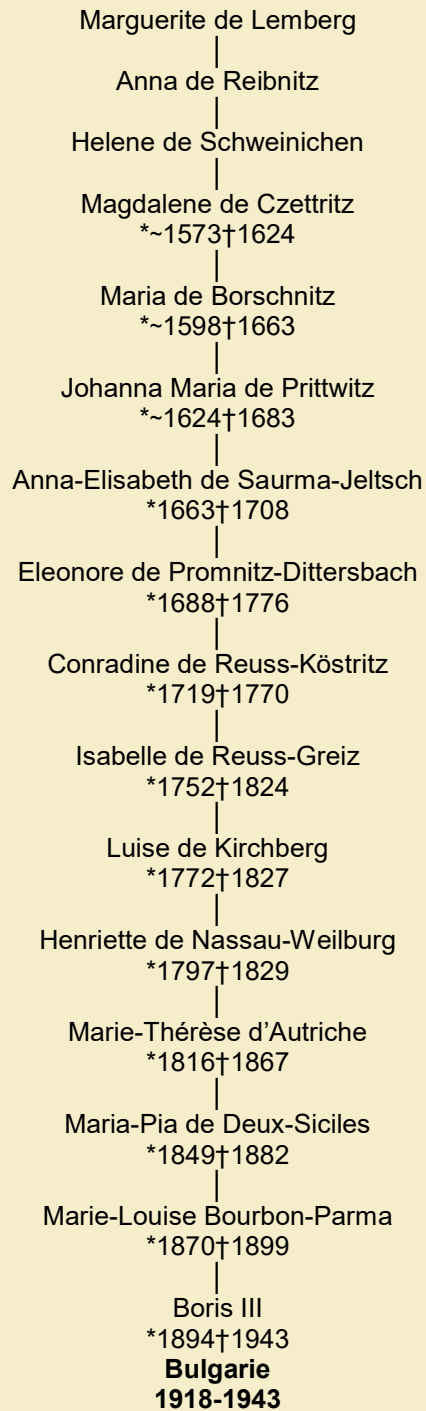 Marguerite de Lemberg
|
Anna de Reibnitz
|
Helene de Schweinichen
|
Magdalene de Czettritz
*~1573†1624
|
Maria de Borschnitz
*~1598†1663
|
Johanna Maria de Prittwitz
*~1624†1683
|
Anna-Elisabeth de Saurma-Jeltsch
*1663†1708
|
Eleonore de Promnitz-Dittersbach
*1688†1776
|
Conradine de Reuss-Köstritz
*1719†1770
|
Isabelle de Reuss-Greiz
*1752†1824
|
Luise de Kirchberg
*1772†1827
|
Henriette de Nassau-Weilburg
*1797†1829
|
Marie-Thérèse d’Autriche
*1816†1867
|
Maria-Pia de Deux-Siciles
*1849†1882
|
Marie-Louise Bourbon-Parma
*1870†1899
|
Boris III
*1894†1943
Bulgarie
1918-1943